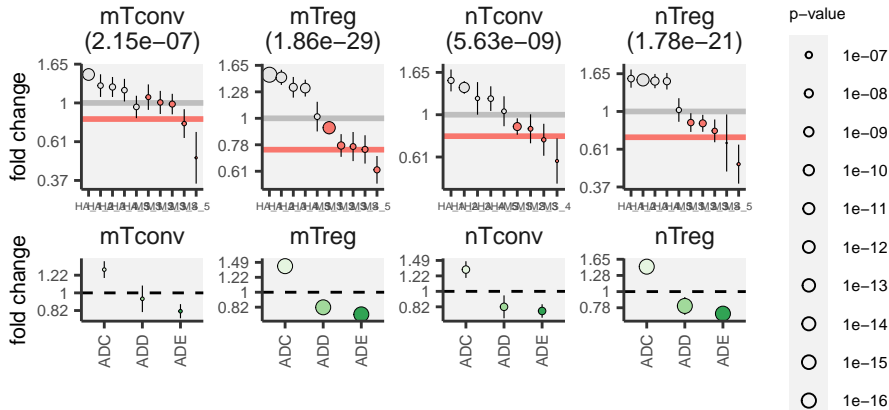 mTconv
(2.15e−07)
mTreg
(1.86e−29)
nTconv
(5.63e−09)
nTreg
(1.78e−21)
p−value
fold change
1.65
1
0.61
0.37
1.65
1.28
1
0.78
0.61
1.65
1
0.61
1.65
1
0.61
0.37
1e−07
1e−08
1e−09
1e−10
1e−11
1e−12
1e−13
1e−14
1e−15
1e−16
mTconv
mTreg
nTconv
nTreg
fold change
1.22
1
0.82
1.49
1.22
1
0.82
1.22
1
0.82
1.65
1.28
1
0.78
ADC
ADD
ADE
ADC
ADD
ADE
ADC
ADD
ADE
ADC
ADD
ADE